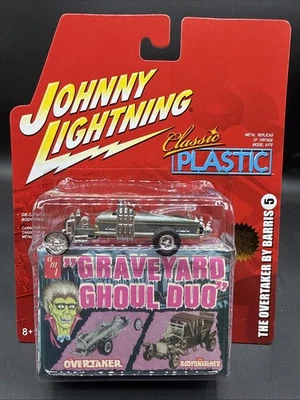 JOHNNY
LIGHTNING
Classic
PLASTIC
METAL REPLICAS
OF VINTAGE
MODEL KITS
THE OVERTAKER BY BARRIS 5
8+
amt
"GRAVEYARD
GHOUL DUO"
OVERTAKER
BODYSNATCHER